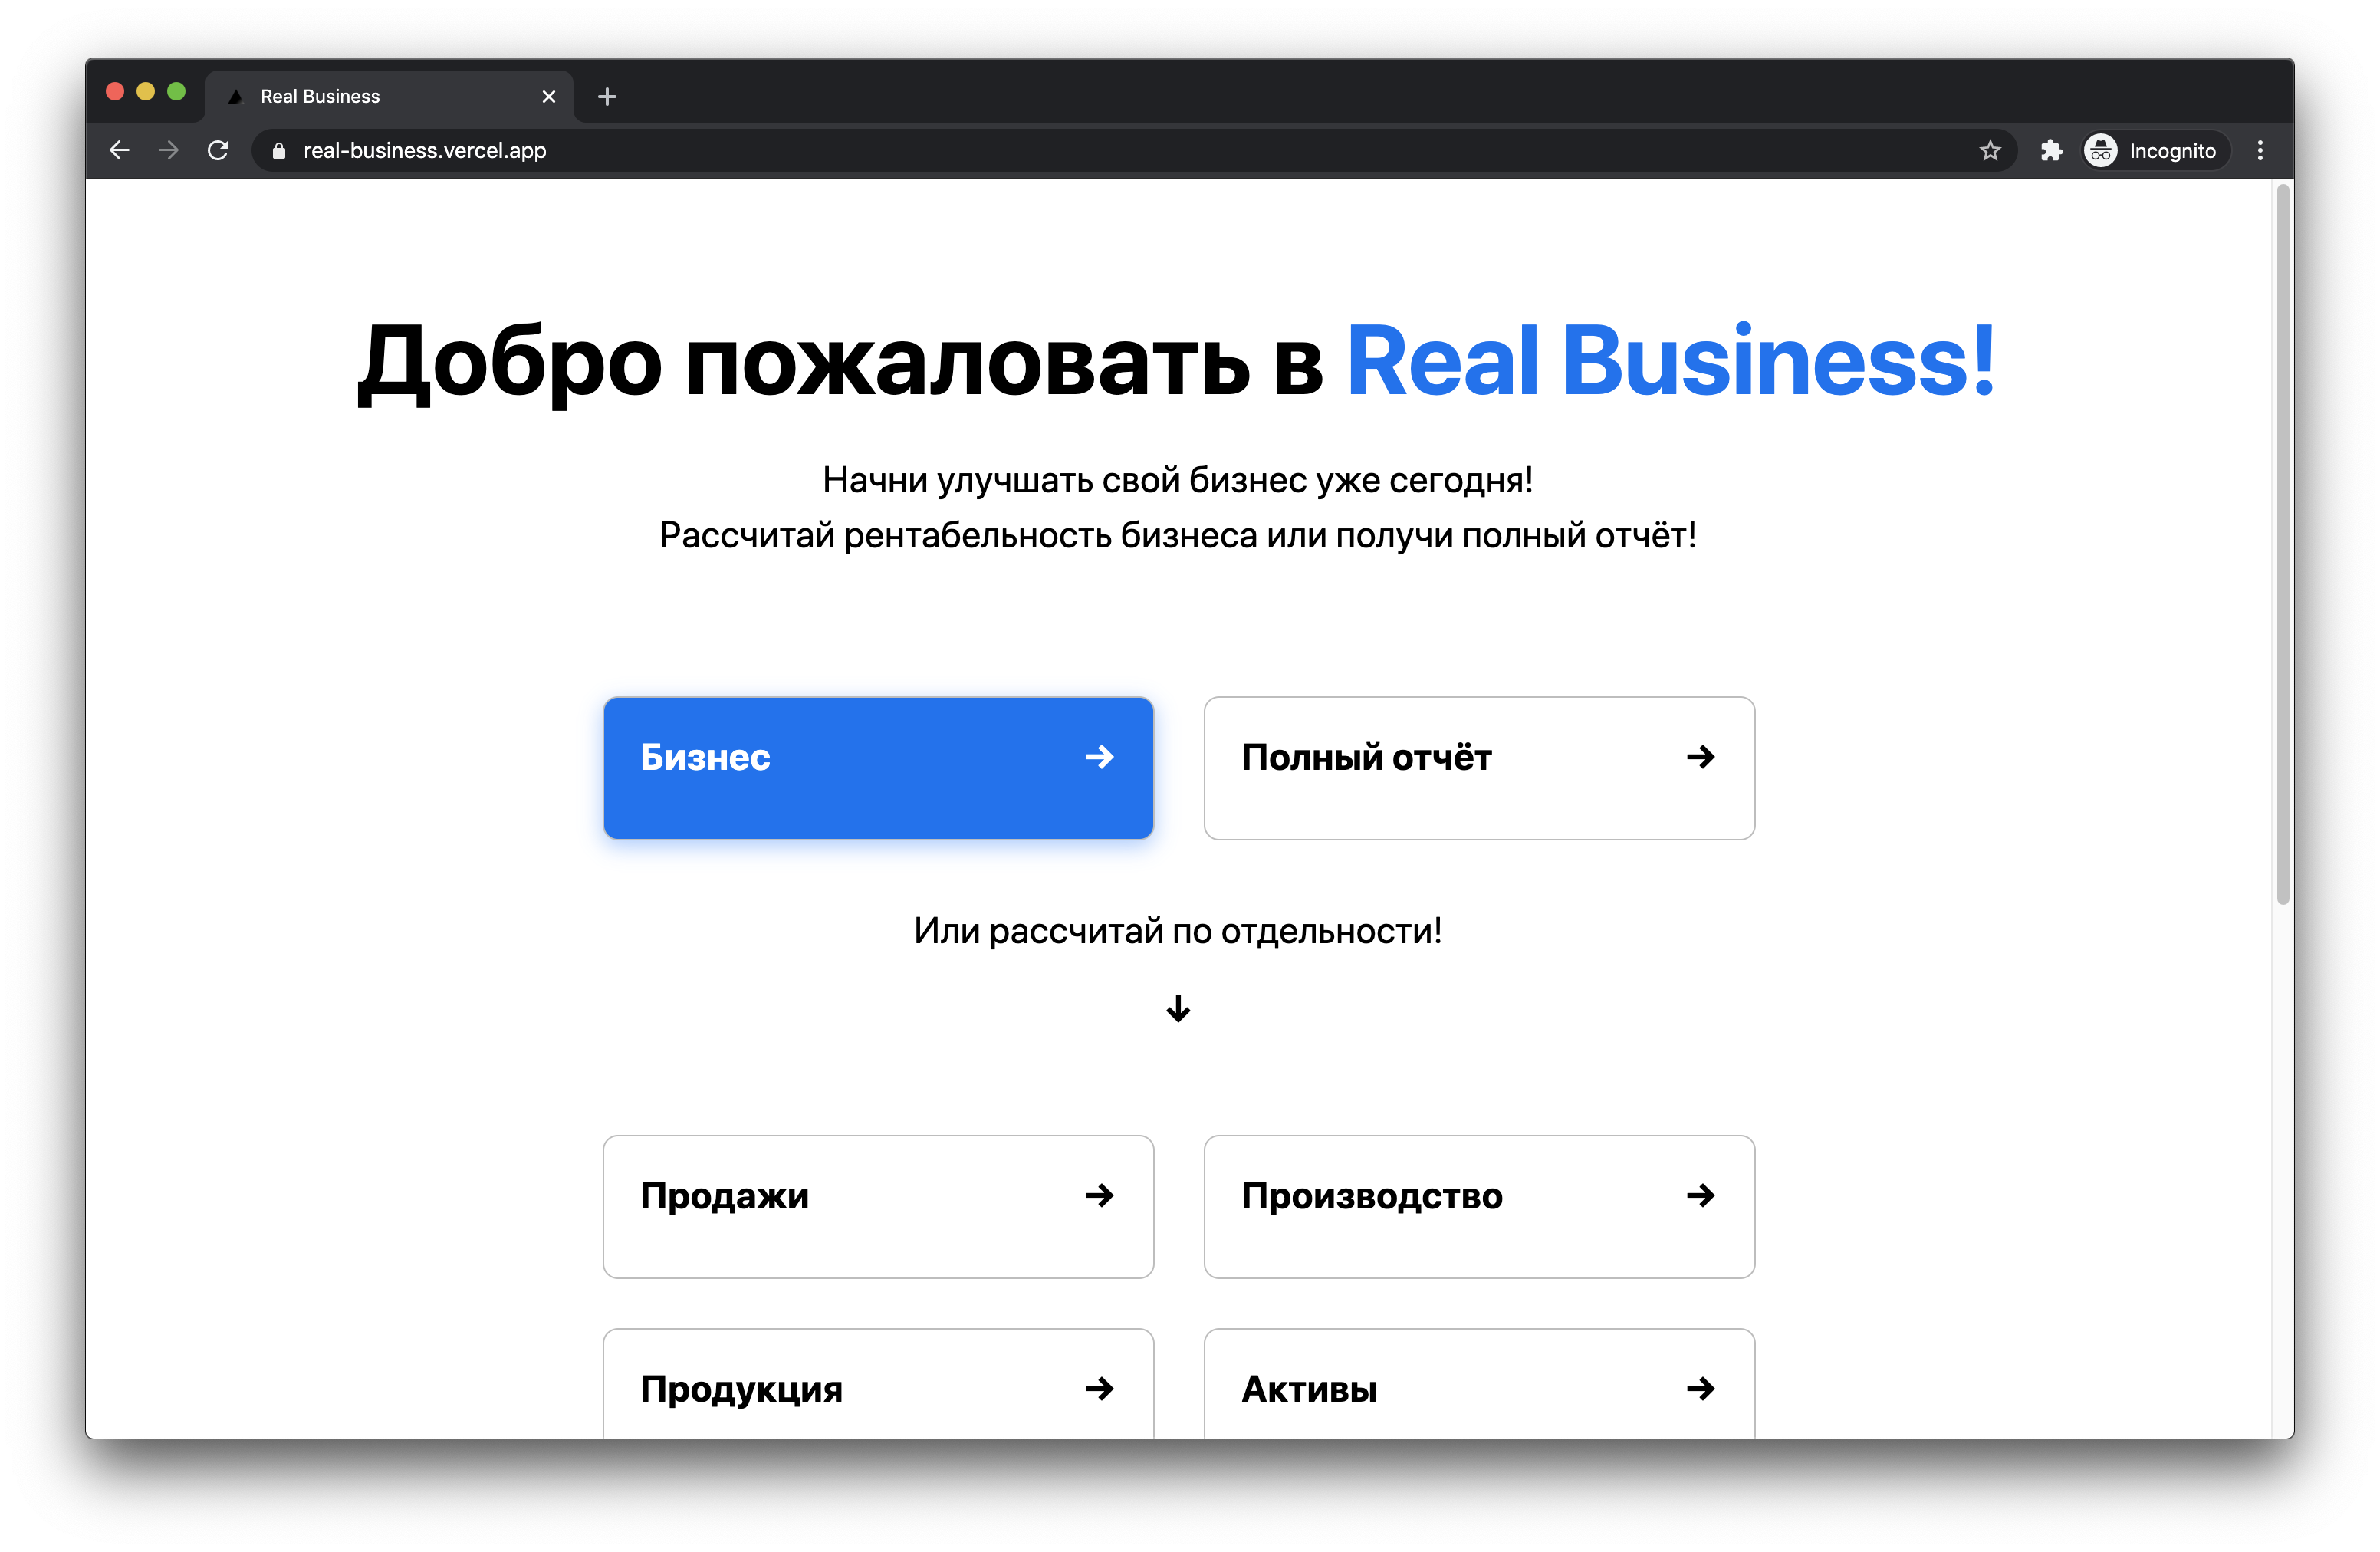 Real Business
real-business.vercel.app
Incognito
Добро пожаловать в Real Business!
Начни улучшать свой бизнес уже сегодня!
Рассчитай рентабельность бизнеса или получи полный отчёт!
Бизнес →
Полный отчёт →
Или рассчитай по отдельности!
↓
Продажи →
Производство →
Продукция →
Активы →